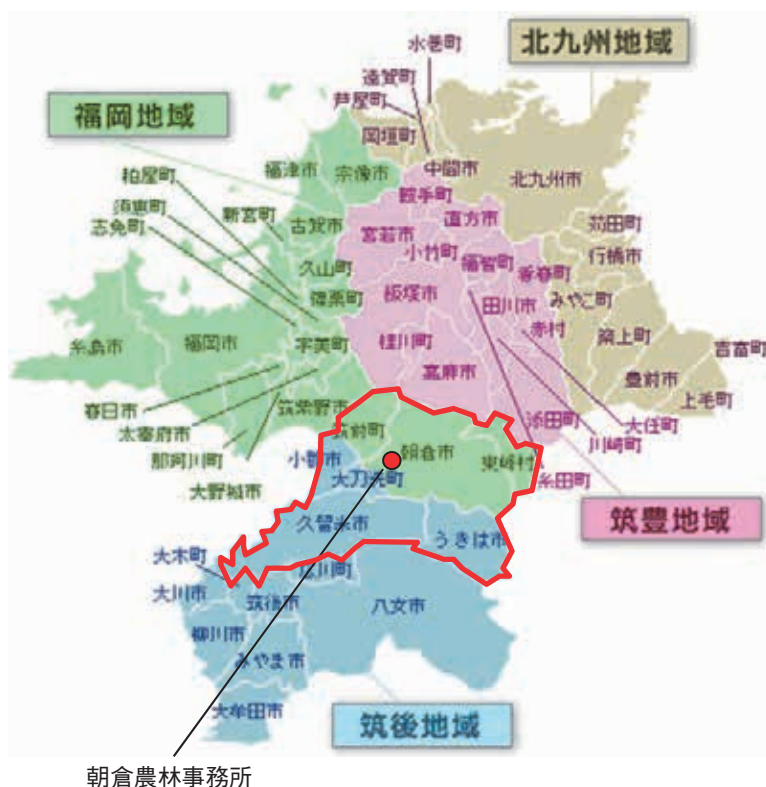 水巻町
北九州地域
遠賀町
芦屋町
福岡地域
岡垣町
中間市
粕屋町
福津市
宗像市
北九州市
鞍手町
須恵町
新宮町
直方市
苅田町
志免町
古賀市
宮若市
小竹町
福智町
行橋市
香春町
久山町
飯塚市
みやこ町
篠栗町
田川市
赤村
築上町
糸島市
福岡市
宇美町
桂川町
吉富町
嘉麻市
豊前市
上毛町
春日市
筑紫野市
大任町
太宰府市
筑前町
添田町
川崎町
那珂川町
小郡市
朝倉市
東峰村
糸田町
大野城市
大刀洗町
筑豊地域
久留米市
うきは市
大木町
広川町
大川市
筑後市
八女市
柳川市
みやま市
大牟田市
筑後地域
朝倉農林事務所